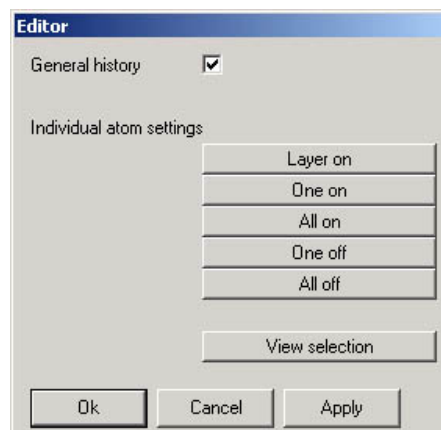 Editor
General history
Individual atom settings
Layer on
One on
All on
One off
All off
View selection
Ok Cancel Apply